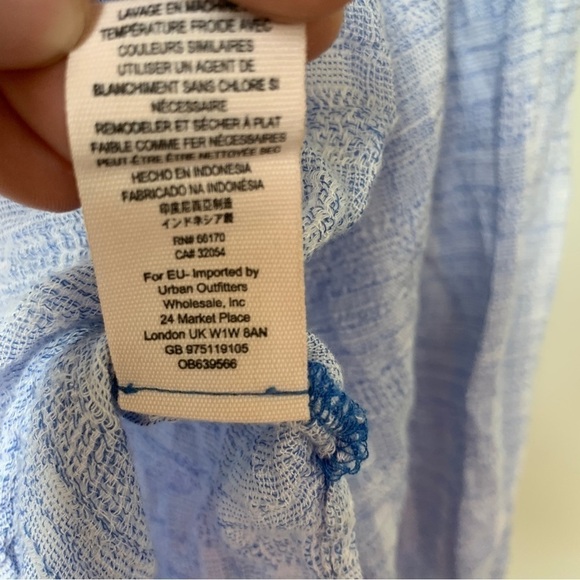 LAVAGE EN MACHINE
TEMPÉRATURE FROIDE AVEC
COULEURS SIMILAIRES
UTILISER UN AGENT DE
BLANCHIMENT SANS CHLORE SI
NÉCESSAIRE
REMODELER ET SÉCHER À PLAT
FAIBLE COMME FER NÉCESSAIRES
PEUT-ÊTRE ÊTRE NETTOYÉE SEC
HECHO EN INDONESIA
FABRICADO NA INDONÉSIA
印度尼西亞制造
インドネシア製
RN# 66170
CA# 32054
For EU- Imported by
Urban Outfitters
Wholesale, Inc
24 Market Place
London UK W1W 8AN
GB 975119105
OB639566